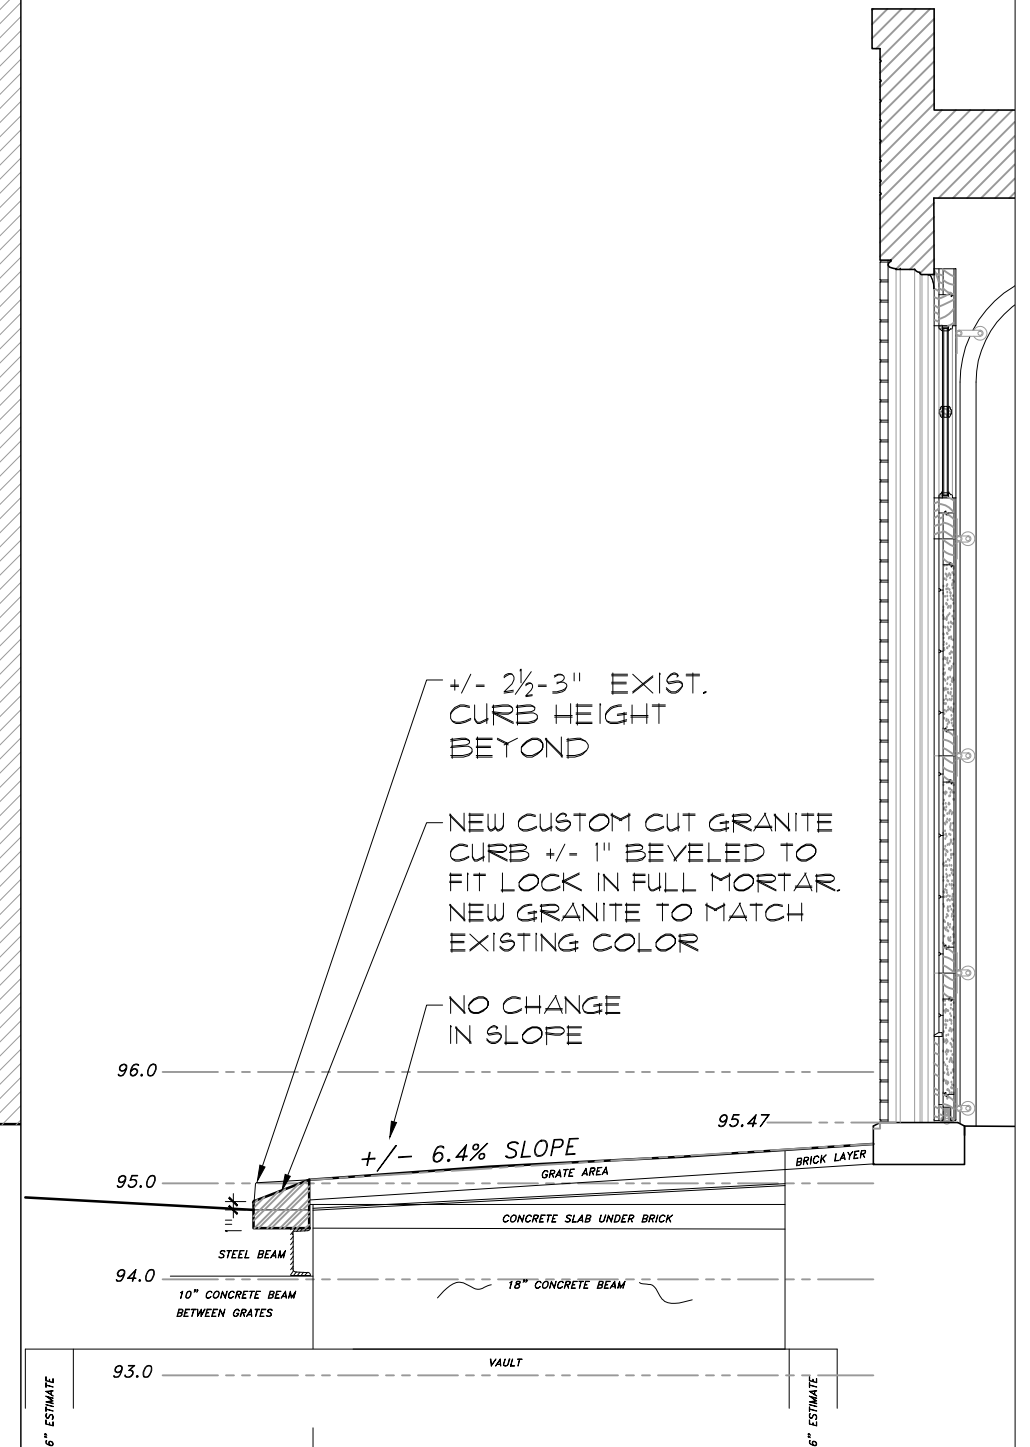 +/- 2½-3" EXIST.
CURB HEIGHT
BEYOND
NEW CUSTOM CUT GRANITE
CURB +/- 1" BEVELED TO
FIT LOCK IN FULL MORTAR.
NEW GRANITE TO MATCH
EXISTING COLOR
NO CHANGE
IN SLOPE
96.0
95.47
+/- 6.4% SLOPE
GRATE AREA
BRICK LAYER
95.0
1"
CONCRETE SLAB UNDER BRICK
STEEL BEAM
94.0
18" CONCRETE BEAM
10" CONCRETE BEAM
BETWEEN GRATES
VAULT
93.0
6" ESTIMATE
6" ESTIMATE